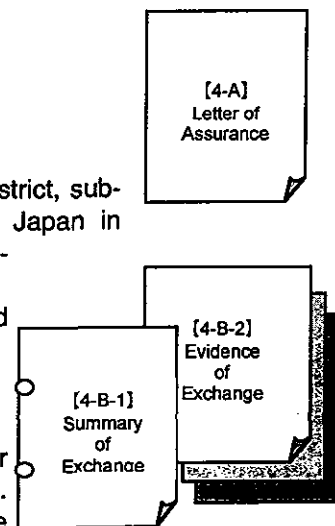 [4-A]
Letter of
Assurance
strict, sub-
Japan in
-
d
[4-B-2]
Evidence
of
Exchange
[4-B-1]
Summary
of
Exchange
r
.
e